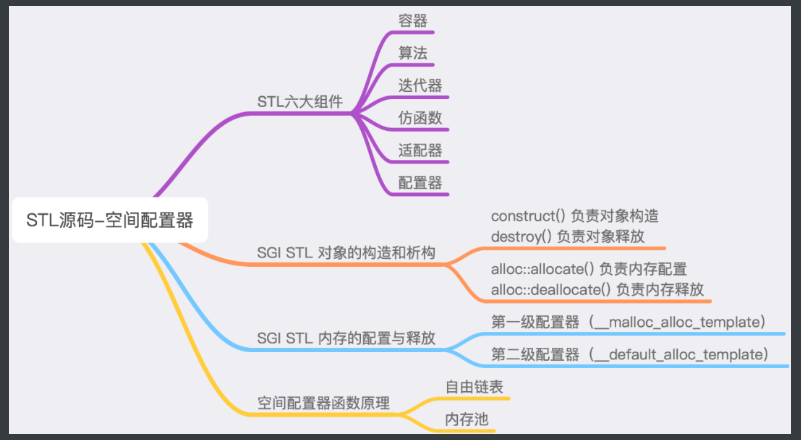 STL源码-空间配置器
STL六大组件
容器
算法
迭代器
仿函数
适配器
配置器
SGI STL 对象的构造和析构
construct() 负责对象构造
destroy() 负责对象释放
alloc::allocate() 负责内存配置
alloc::deallocate() 负责内存释放
SGI STL 内存的配置与释放
第一级配置器（__malloc_alloc_template）
第二级配置器（__default_alloc_template）
空间配置器函数原理
自由链表
内存池